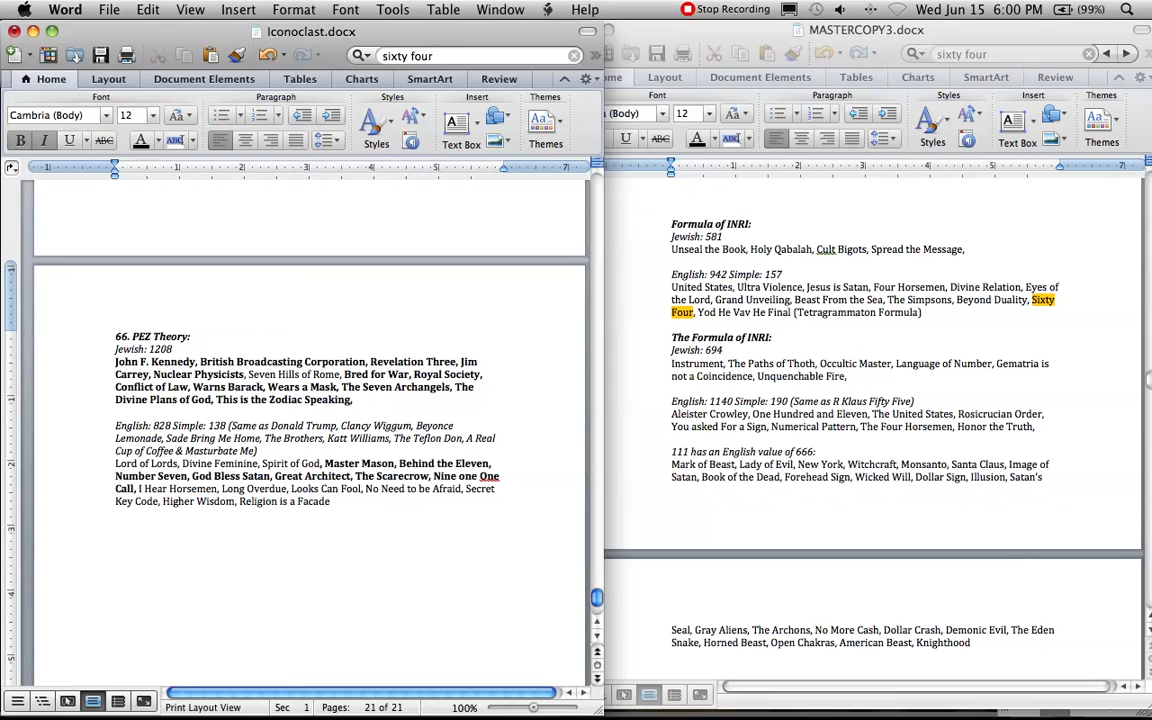 Word File Edit View Insert Format Font Tools Table Window Help
Stop Recording
(99%) Wed Jun 15 6:00 PM
Iconoclast.docx
sixty four
Home Layout Document Elements Tables Charts SmartArt Review
Font Paragraph Styles Insert Themes
Cambria (Body) 12 Aa
B I U ABC A ABC
Styles Text Box Themes
66. PEZ Theory:
Jewish: 1208
John F. Kennedy, British Broadcasting Corporation, Revelation Three, Jim
Carrey, Nuclear Physicists, Seven Hills of Rome, Bred for War, Royal Society,
Conflict of Law, Warns Barack, Wears a Mask, The Seven Archangels, The
Divine Plans of God, This is the Zodiac Speaking,
English: 828 Simple: 138 (Same as Donald Trump, Clancy Wiggum, Beyonce
Lemonade, Sade Bring Me Home, The Brothers, Katt Williams, The Teflon Don, A Real
Cup of Coffee & Masturbate Me)
Lord of Lords, Divine Feminine, Spirit of God, Master Mason, Behind the Eleven,
Number Seven, God Bless Satan, Great Architect, The Scarecrow, Nine one One
Call, I Hear Horsemen, Long Overdue, Looks Can Fool, No Need to be Afraid, Secret
Key Code, Higher Wisdom, Religion is a Facade
Print Layout View Sec 1 Pages: 21 of 21 100%
MASTERCOPY3.docx
sixty four
ome Layout Document Elements Tables Charts SmartArt Review
Paragraph Styles Insert Themes
(Body) 12 Aa
U ABC A ABC
Styles Text Box Themes
Formula of INRI:
Jewish: 581
Unseal the Book, Holy Qabalah, Cult Bigots, Spread the Message,
English: 942 Simple: 157
United States, Ultra Violence, Jesus is Satan, Four Horsemen, Divine Relation, Eyes of
the Lord, Grand Unveiling, Beast From the Sea, The Simpsons, Beyond Duality, Sixty
Four, Yod He Vav He Final (Tetragrammaton Formula)
The Formula of INRI:
Jewish: 694
Instrument, The Paths of Thoth, Occultic Master, Language of Number, Gematria is
not a Coincidence, Unquenchable Fire,
English: 1140 Simple: 190 (Same as R Klaus Fifty Five)
Aleister Crowley, One Hundred and Eleven, The United States, Rosicrucian Order,
You asked For a Sign, Numerical Pattern, The Four Horsemen, Honor the Truth,
111 has an English value of 666:
Mark of Beast, Lady of Evil, New York, Witchcraft, Monsanto, Santa Claus, Image of
Satan, Book of the Dead, Forehead Sign, Wicked Will, Dollar Sign, Illusion, Satan's
Seal, Gray Aliens, The Archons, No More Cash, Dollar Crash, Demonic Evil, The Eden
Snake, Horned Beast, Open Chakras, American Beast, Knighthood